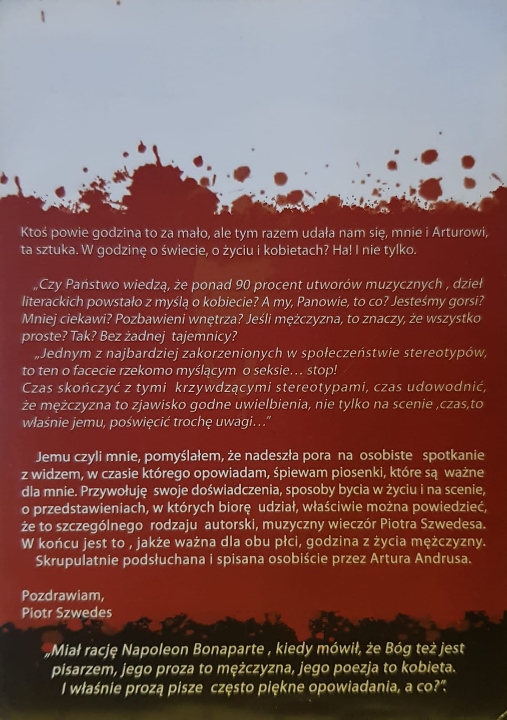 Ktoś powie godzina to za mało, ale tym razem udała nam się, mnie i Arturowi,
ta sztuka. W godzinę o świecie, o życiu i kobietach? Ha! I nie tylko.
„Czy Państwo wiedzą, że ponad 90 procent utworów muzycznych , dzieł
literackich powstało z myślą o kobiecie? A my, Panowie, to co? Jesteśmy gorsi?
Mniej ciekawi? Pozbawieni wnętrza? Jeśli mężczyzna, to znaczy, że wszystko
proste? Tak? Bez żadnej tajemnicy?
„Jednym z najbardziej zakorzenionych w społeczeństwie stereotypów,
to ten o facecie rzekomo myślącym o seksie… stop!
Czas skończyć z tymi krzywdzącymi stereotypami, czas udowodnić,
że mężczyzna to zjawisko godne uwielbienia, nie tylko na scenie ,czas,to
właśnie jemu, poświęcić trochę uwagi…”
Jemu czyli mnie, pomyślałem, że nadeszła pora na osobiste spotkanie
z widzem, w czasie którego opowiadam, śpiewam piosenki, które są ważne
dla mnie. Przywołuję swoje doświadczenia, sposoby bycia w życiu i na scenie,
o przedstawieniach, w których biorę udział, właściwie można powiedzieć,
że to szczególnego rodzaju autorski, muzyczny wieczór Piotra Szwedesa.
W końcu jest to , jakże ważna dla obu płci, godzina z życia mężczyzny.
Skrupulatnie podsłuchana i spisana osobiście przez Artura Andrusa.
Pozdrawiam,
Piotr Szwedes
„Miał rację Napoleon Bonaparte , kiedy mówił, że Bóg też jest
pisarzem, jego proza to mężczyzna, jego poezja to kobieta.
I właśnie prozą pisze często piękne opowiadania, a co?”.